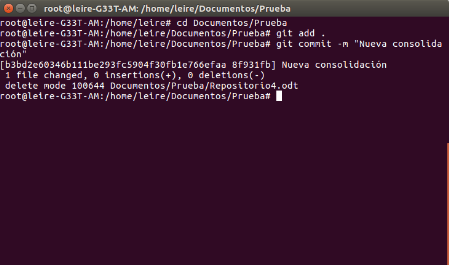 root@leire-G33T-AM: /home/leire/Documentos/Prueba
root@leire-G33T-AM:/home/leire# cd Documentos/Prueba
root@leire-G33T-AM:/home/leire/Documentos/Prueba# git add .
root@leire-G33T-AM:/home/leire/Documentos/Prueba# git commit -m "Nueva consolida
ción"
[b3bd2e60346b111be293fc5904f30fb1e766efaa 8f931fb] Nueva consolidación
 1 file changed, 0 insertions(+), 0 deletions(-)
 delete mode 100644 Documentos/Prueba/Repositorio4.odt
root@leire-G33T-AM:/home/leire/Documentos/Prueba#